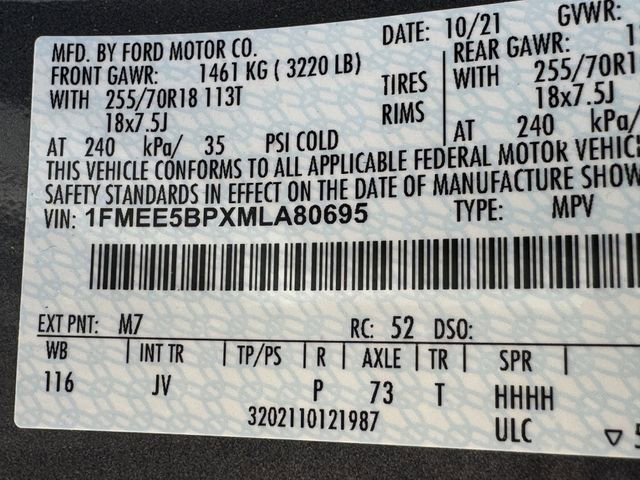 MFD. BY FORD MOTOR CO. DATE: 10/21 GVWR:
FRONT GAWR: 1461 KG ( 3220 LB) REAR GAWR:
WITH 255/70R18 113T TIRES WITH 255/70R1
18x7.5J RIMS 18x7.5J
AT 240 kPa/ 35 PSI COLD AT 240 kPa/
THIS VEHICLE CONFORMS TO ALL APPLICABLE FEDERAL MOTOR VEHIC
SAFETY STANDARDS IN EFFECT ON THE DATE OF MANUFACTURE SHOW
VIN: 1FMEE5BPXMLA80695 TYPE: MPV
EXT PNT: M7 RC: 52 DSO:
WB INT TR TP/PS R AXLE TR SPR
116 JV P 73 T HHHH
3202110121987 ULC